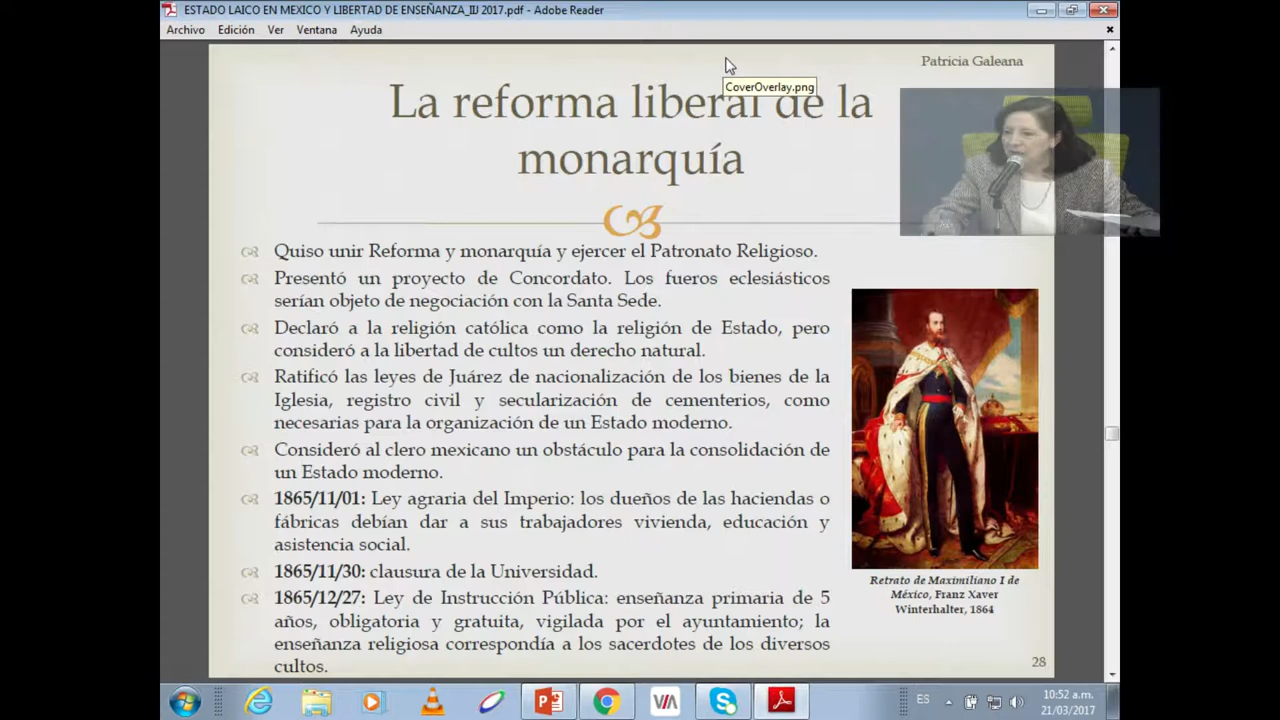 ESTADO LAICO EN MEXICO Y LIBERTAD DE ENSEÑANZA_IIJ 2017.pdf - Adobe Reader
Archivo Edición Ver Ventana Ayuda
Patricia Galeana
CoverOverlay.png
La reforma liberal de la
monarquía
Quiso unir Reforma y monarquía y ejercer el Patronato Religioso.
Presentó un proyecto de Concordato. Los fueros eclesiásticos
serían objeto de negociación con la Santa Sede.
Declaró a la religión católica como la religión de Estado, pero
consideró a la libertad de cultos un derecho natural.
Ratificó las leyes de Juárez de nacionalización de los bienes de la
Iglesia, registro civil y secularización de cementerios, como
necesarias para la organización de un Estado moderno.
Consideró al clero mexicano un obstáculo para la consolidación de
un Estado moderno.
1865/11/01: Ley agraria del Imperio: los dueños de las haciendas o
fábricas debían dar a sus trabajadores vivienda, educación y
asistencia social.
1865/11/30: clausura de la Universidad.
1865/12/27: Ley de Instrucción Pública: enseñanza primaria de 5
años, obligatoria y gratuita, vigilada por el ayuntamiento; la
enseñanza religiosa correspondía a los sacerdotes de los diversos
cultos.
Retrato de Maximiliano I de
México, Franz Xaver
Winterhalter, 1864
28
VIA
ES
10:52 a.m.
21/03/2017